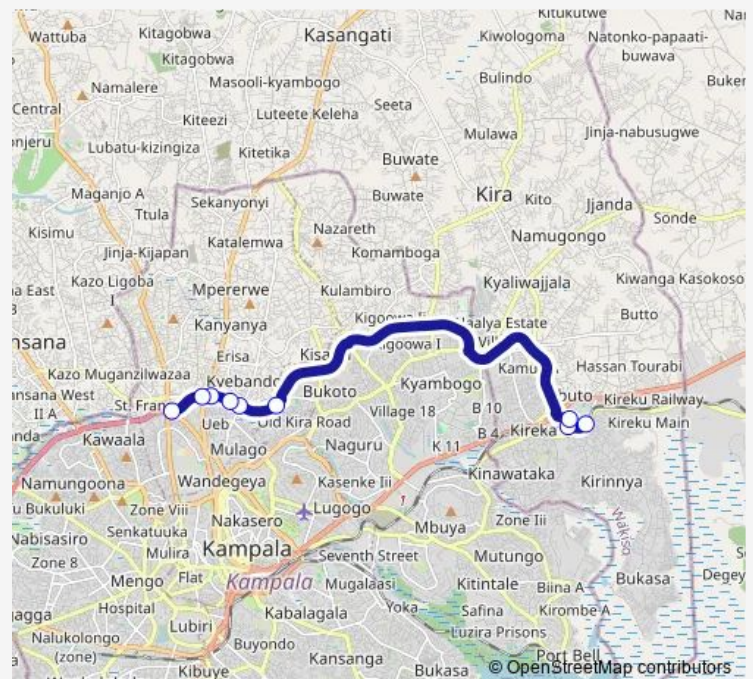 Kitukutwe
Wattuba
Kitagobwa
Kasangati
Kiwologoma
Natonko-papaati-
buwava
Kitagobwa
Namalere
Masooli-kyambogo
Bulindo
Central
Kiteezi
Luteete Keleha
Seeta
Mulawa
Jinja-nabusugwe
Lubatu-kizingiza
Kitetika
Buwate
Maganjo A
Sekanyonyi
Buwate
Kira
Kito
Jjanda
Ttula
Sonde
Kisimu
Katalemwa
Nazareth
Namugongo
Jinja-Kijapan
Komamboga
Kazo Ligoba
Mpererwe
Kulambiro
Kyaliwajjala
Kiwanga Kasokoso
Kanyanya
Butto
Naalya Estate
Kigoowa I
Erisa
Hassan Tourabi
Kazo Muganzilwazaa
Kyebando
Bukoto
Kyambogo
II A
B 10
Kireku Railway
Kawaala
Ueb
Old Kira Road
Village 18
B 4
Kireka
Kireku Main
Mulago
Naguru
K 11
Namungoona
Wandegeya
Kasenke Iii
Kinawataka
Kirinnya
Zone Viii
Lugogo
Nakasero
Zone Iii
Senkatuuka
Mbuya
Wakiso
Mulira
Kampala
Zone 8
Seventh Street
Mutungo
Mengo
Flat
Kampala
Mugalaasi
Kitintale
Biina A
Bukasa
Hospital
Kabalagala
Yoka
Safina
Kirombe A
Lubiri
Luzira Prisons
Nalukolongo
(zone)
Buyondo
Kansanga
Port Bell
Kibuye
Bukasa
© OpenStreetMap contributors